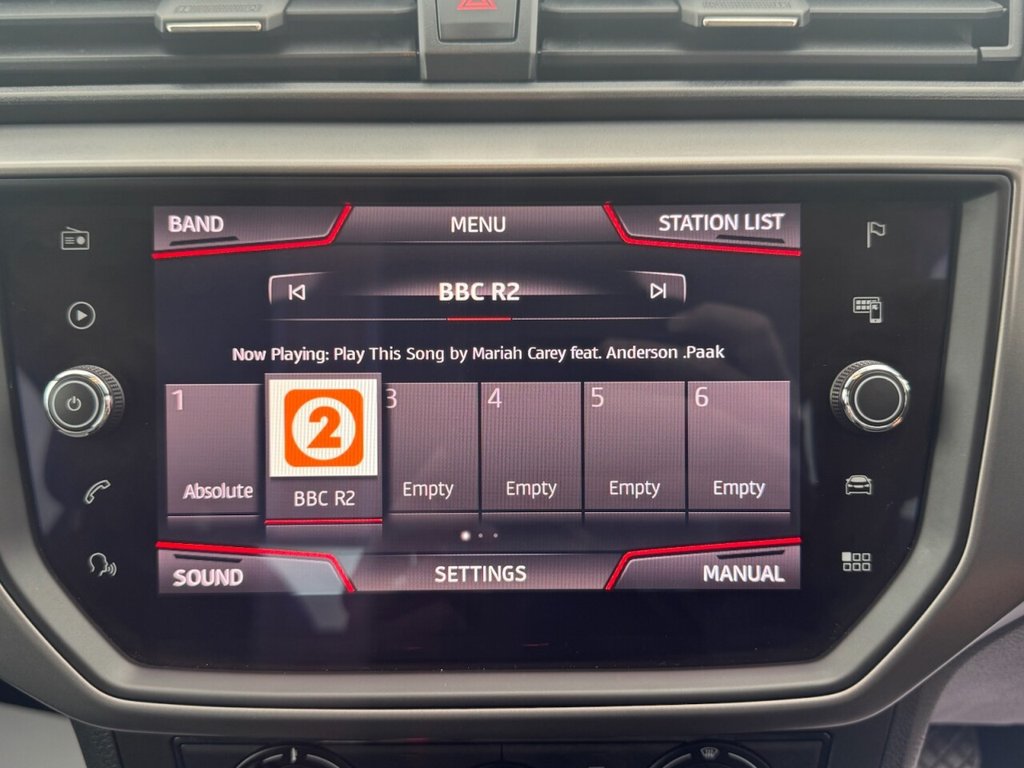 BAND MENU STATION LIST
BBC R2
Now Playing: Play This Song by Mariah Carey feat. Anderson .Paak
1 2 3 4 5 6
Absolute BBC R2 Empty Empty Empty Empty
SOUND SETTINGS MANUAL